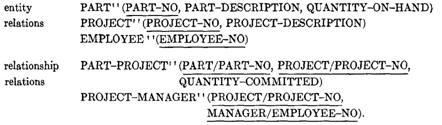 entity PART''(PART-NO, PART-DESCRIPTION, QUANTITY-ON-HAND)
relations PROJECT''(PROJECT-NO, PROJECT-DESCRIPTION)
EMPLOYEE''(EMPLOYEE-NO)
relationship PART-PROJECT''(PART/PART-NO, PROJECT/PROJECT-NO,
relations QUANTITY-COMMITTED)
PROJECT-MANAGER''(PROJECT/PROJECT-NO,
MANAGER/EMPLOYEE-NO).